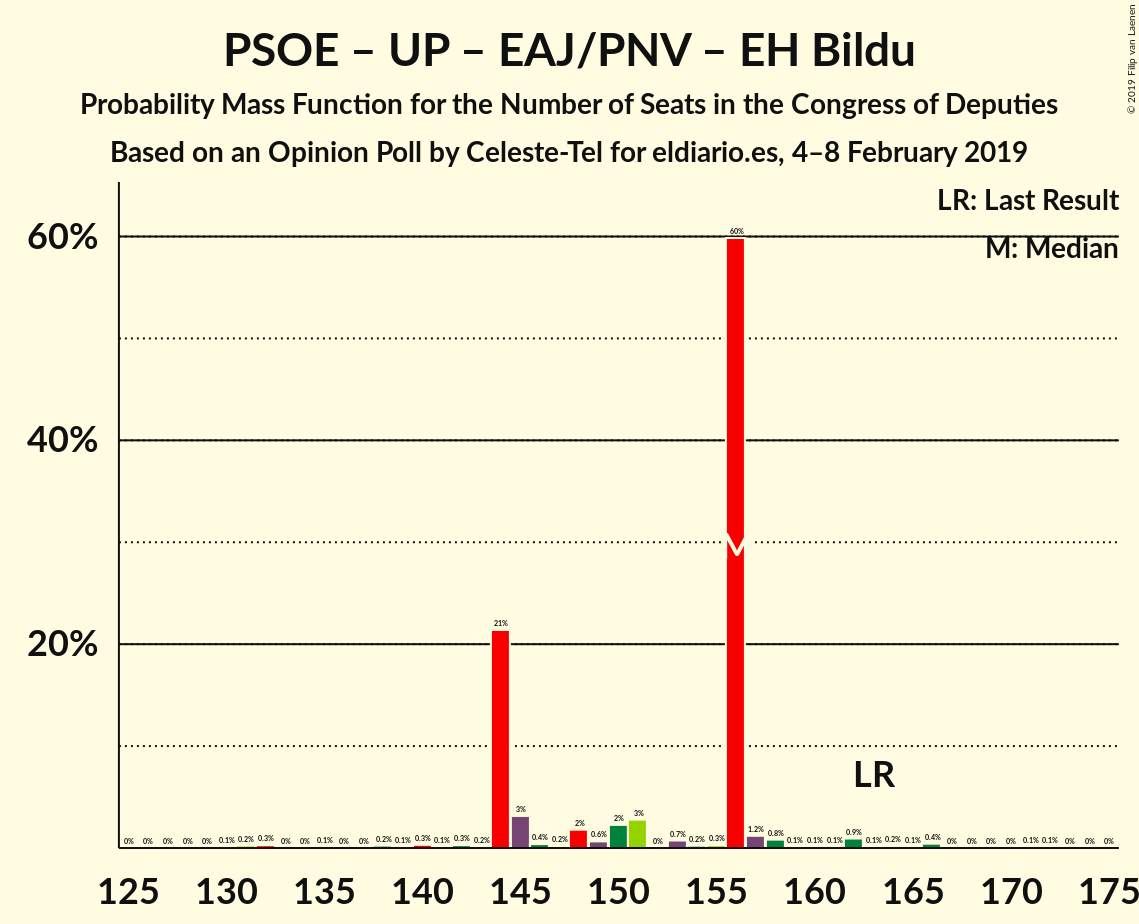 PSOE – UP – EAJ/PNV – EH Bildu
Probability Mass Function for the Number of Seats in the Congress of Deputies
Based on an Opinion Poll by Celeste-Tel for eldiario.es, 4–8 February 2019
© 2019 Filip van Laenen
LR: Last Result
M: Median
60%
40%
20%
0% 0% 0% 0% 0% 0.1% 0.2% 0.3% 0% 0% 0.1% 0% 0% 0.2% 0.1% 0.3% 0.1% 0.3% 0.2% 21% 3% 0.4% 0.2% 2% 0.6% 2% 3% 0% 0.7% 0.2% 0.3% 60% 1.2% 0.8% 0.1% 0.1% 0.1% 0.9% 0.1% 0.2% 0.1% 0.4% 0% 0% 0% 0% 0.1% 0.1% 0% 0% 0%
M
LR
125 130 135 140 145 150 155 160 165 170 175